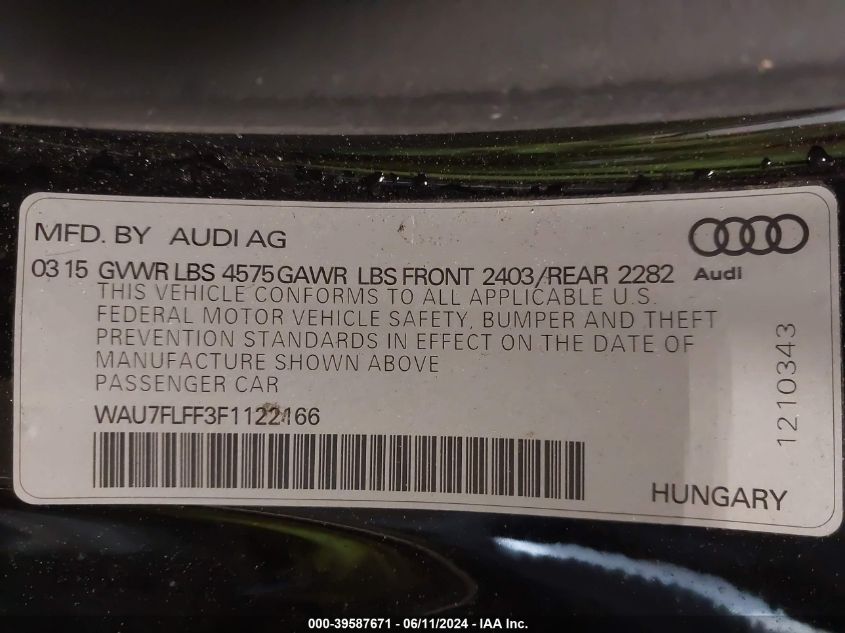 MFD. BY AUDI AG
Audi
03 15 GVWR LBS 4575 GAWR LBS FRONT 2403/REAR 2282
THIS VEHICLE CONFORMS TO ALL APPLICABLE U.S.
FEDERAL MOTOR VEHICLE SAFETY, BUMPER AND THEFT
PREVENTION STANDARDS IN EFFECT ON THE DATE OF
MANUFACTURE SHOWN ABOVE
PASSENGER CAR
WAU7FLFF3F1122166
1210343
HUNGARY
000-39587671 - 06/11/2024 - IAA Inc.